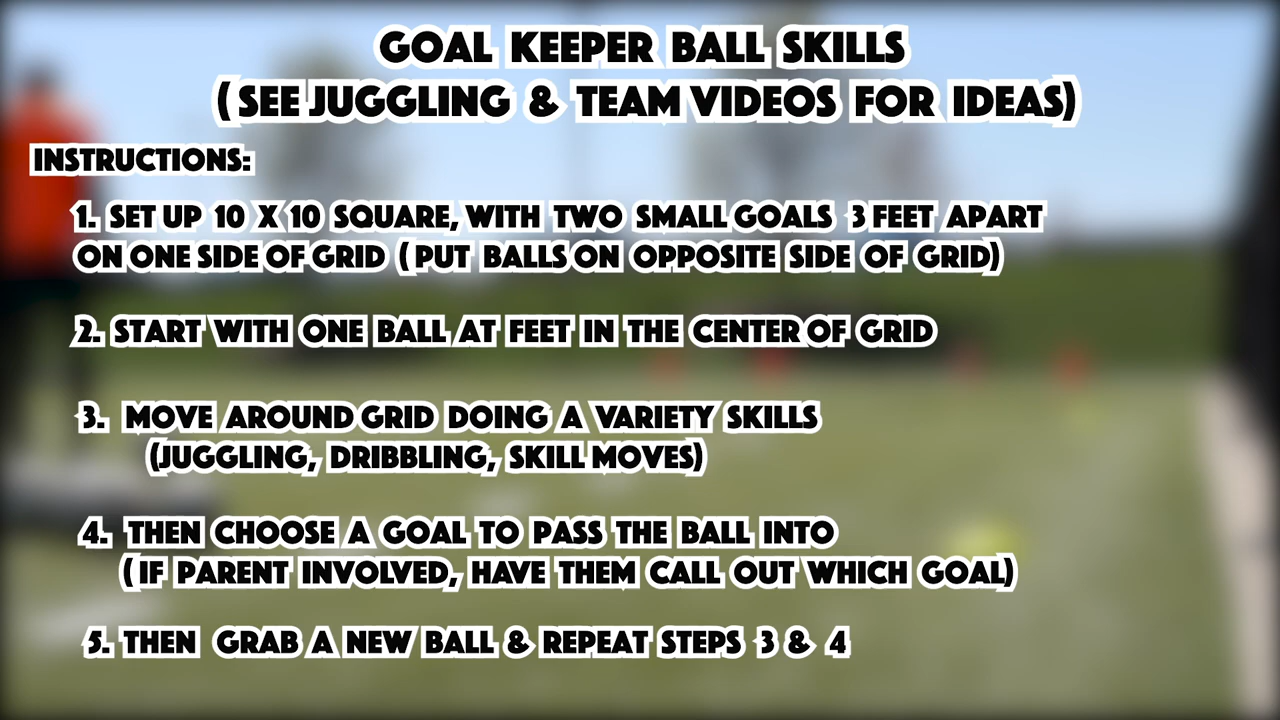 GOAL KEEPER BALL SKILLS
(SEE JUGGLING & TEAM VIDEOS FOR IDEAS)
INSTRUCTIONS:
1. SET UP 10 X 10 SQUARE, WITH TWO SMALL GOALS 3 FEET APART
ON ONE SIDE OF GRID (PUT BALLS ON OPPOSITE SIDE OF GRID)
2. START WITH ONE BALL AT FEET IN THE CENTER OF GRID
3. MOVE AROUND GRID DOING A VARIETY SKILLS
(JUGGLING, DRIBBLING, SKILL MOVES)
4. THEN CHOOSE A GOAL TO PASS THE BALL INTO
(IF PARENT INVOLVED, HAVE THEM CALL OUT WHICH GOAL)
5. THEN GRAB A NEW BALL & REPEAT STEPS 3 & 4